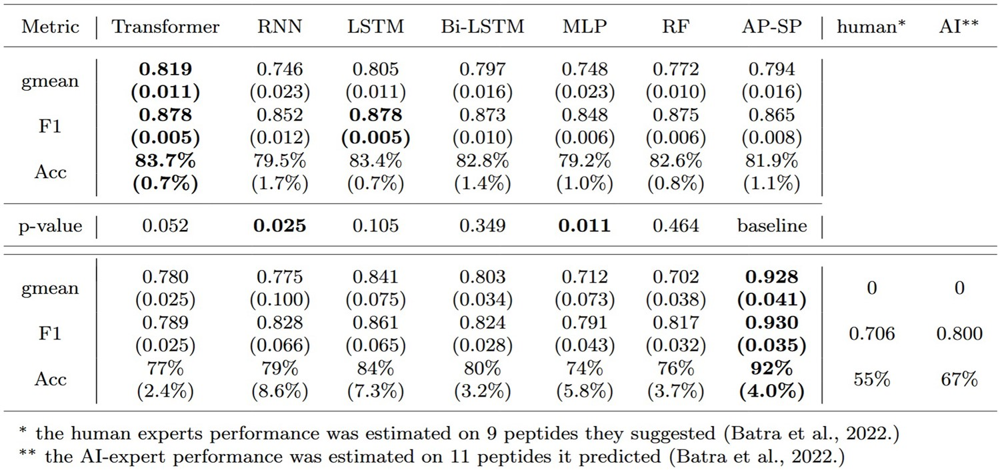 Metric Transformer RNN LSTM Bi-LSTM MLP RF AP-SP human* AI**
gmean 0.819 0.746 0.805 0.797 0.748 0.772 0.794
(0.011) (0.023) (0.011) (0.016) (0.023) (0.010) (0.016)
F1 0.878 0.852 0.878 0.873 0.848 0.875 0.865
(0.005) (0.012) (0.005) (0.010) (0.006) (0.006) (0.008)
Acc 83.7% 79.5% 83.4% 82.8% 79.2% 82.6% 81.9%
(0.7%) (1.7%) (0.7%) (1.4%) (1.0%) (0.8%) (1.1%)
p-value 0.052 0.025 0.105 0.349 0.011 0.464 baseline
gmean 0.780 0.775 0.841 0.803 0.712 0.702 0.928 0 0
(0.025) (0.100) (0.075) (0.034) (0.073) (0.038) (0.041)
F1 0.789 0.828 0.861 0.824 0.791 0.817 0.930 0.706 0.800
(0.025) (0.066) (0.065) (0.028) (0.043) (0.032) (0.035)
Acc 77% 79% 84% 80% 74% 76% 92% 55% 67%
(2.4%) (8.6%) (7.3%) (3.2%) (5.8%) (3.7%) (4.0%)
* the human experts performance was estimated on 9 peptides they suggested (Batra et al., 2022.)
** the AI-expert performance was estimated on 11 peptides it predicted (Batra et al., 2022.)